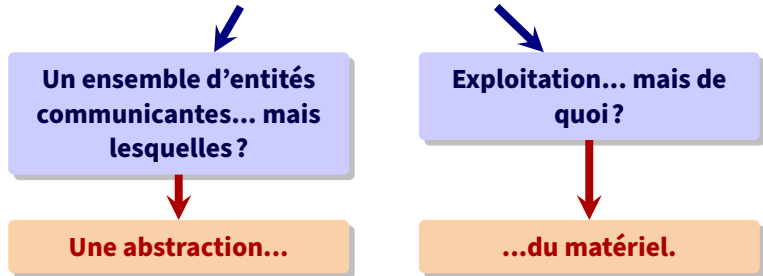 Un ensemble d’entités
communicantes... mais
lesquelles ?
Exploitation... mais de
quoi ?
Une abstraction...
...du matériel.